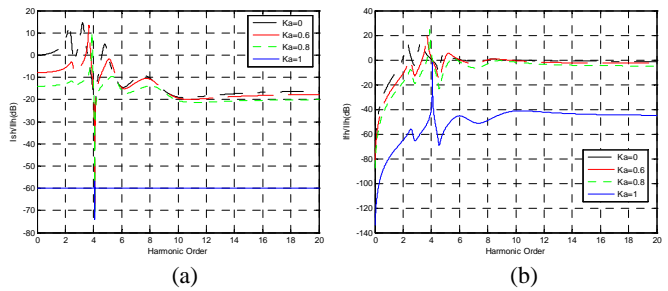 20
10
0
-10
-20
-30
-40
-50
-60
-70
-80
0 2 4 6 8 10 12 14 16 18 20
Harmonic Order
Ish/Ilh(dB)
Ka=0
Ka=0.6
Ka=0.8
Ka=1
(a)
40
20
0
-20
-40
-60
-80
-100
-120
-140
0 2 4 6 8 10 12 14 16 18 20
Harmonic Order
Ifh/Ilh(dB)
Ka=0
Ka=0.6
Ka=0.8
Ka=1
(b)